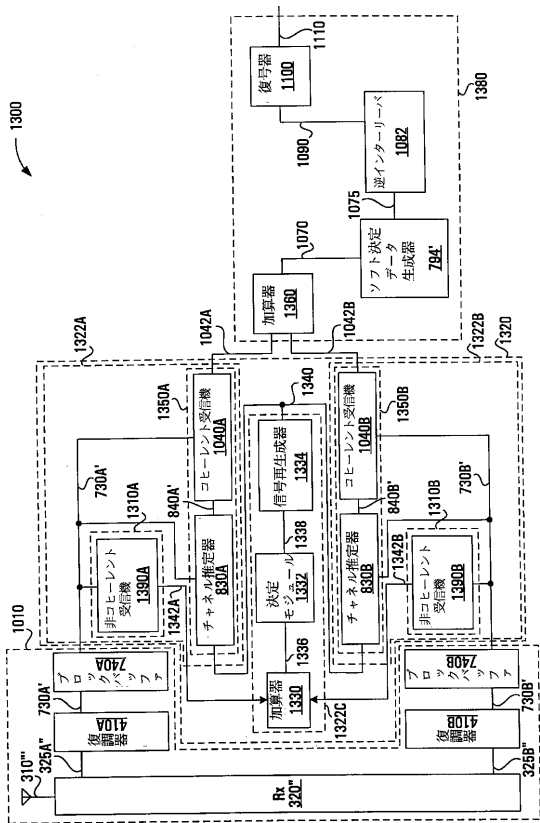 1300
1010
310'''
325A''
Rx
320''
325B''
復調器
410A
730A'
ブロックバッファ
740A
復調器
410B
730B'
ブロックバッファ
740B
1310A
730A'
非コヒーレント
受信機
1390A
1342A
チャネル推定器
830A
840A'
コヒーレント受信機
1040A
1350A
1322A
1042A
加算器
1330
1336
決定
モジュール
1332
1338
信号再生成器
1334
1340
1322C
チャネル推定器
830B
840B'
コヒーレント受信機
1040B
1350B
1042B
1322B
1320
1342B
非コヒーレント
受信機
1390B
1310B
730B'
加算器
1360
1070
ソフト決定
データ
生成器
794'
1075
逆インターリーバ
1082
1090
復号器
1100
1110
1380